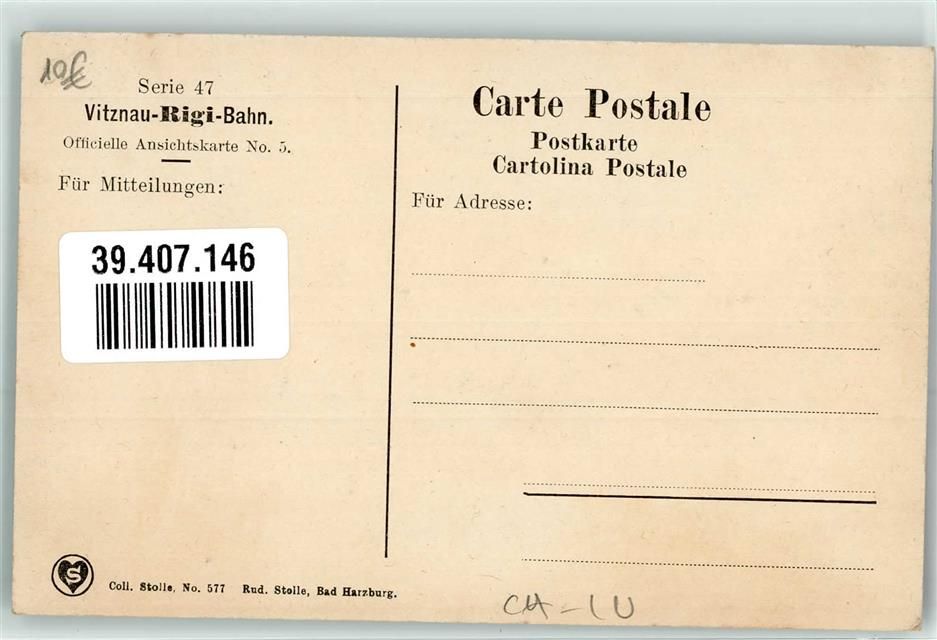 10€
Serie 47
Vitznau-Rigi-Bahn.
Officielle Ansichtskarte No. 5.
Für Mitteilungen:
39.407.146
Carte Postale
Postkarte
Cartolina Postale
Für Adresse:
S
Coll. Stolle, No. 577 Rud. Stolle, Bad Harzburg.
CH-LU